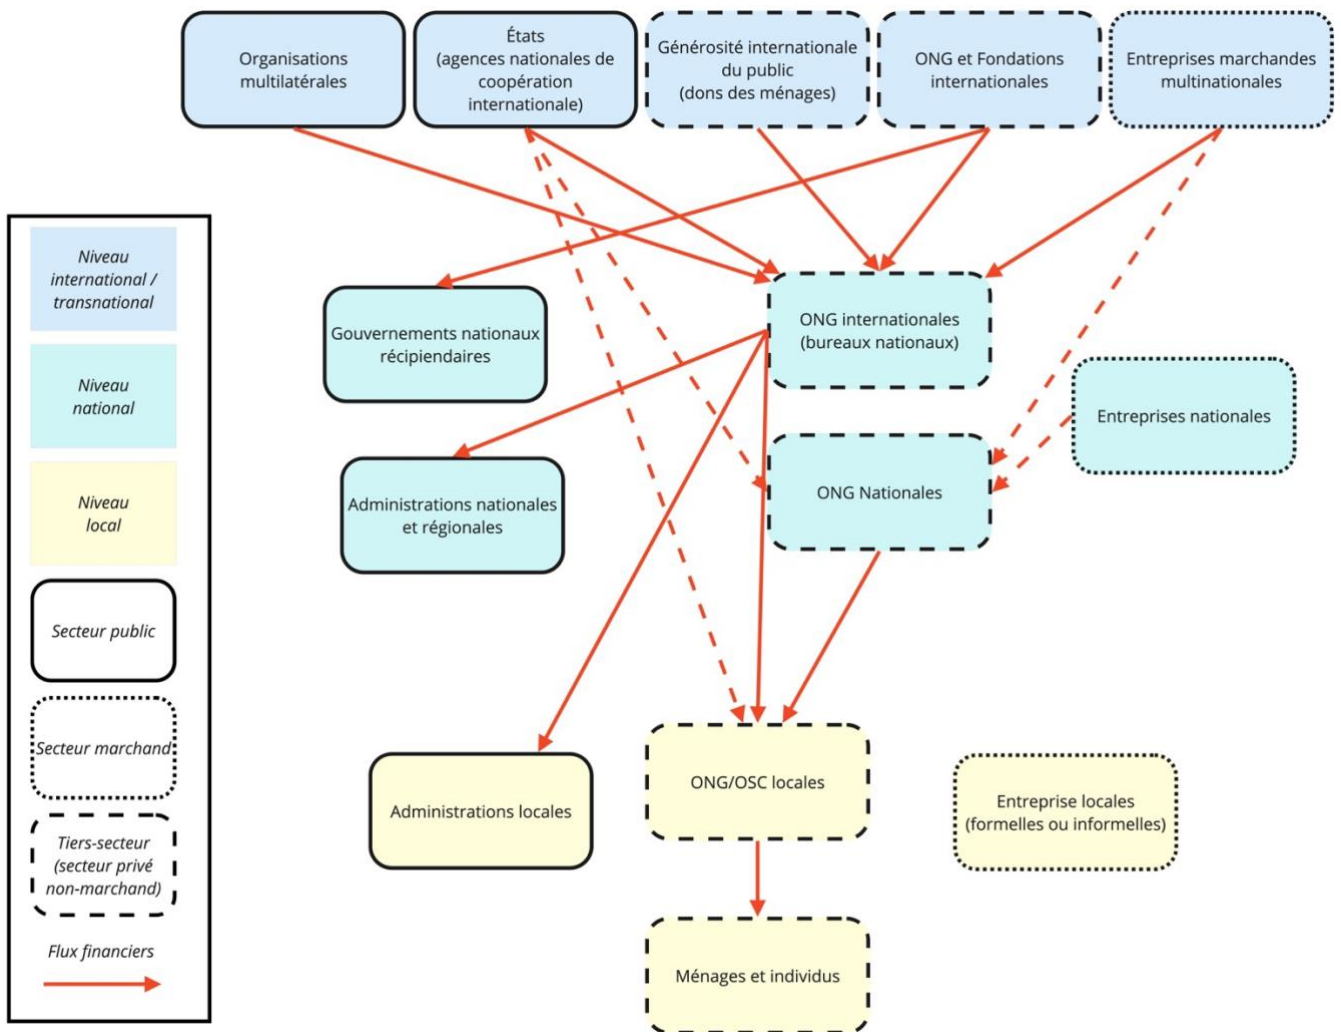 Organisations
multilatérales
États
(agences nationales de
coopération
internationale)
Générosité internationale
du public
(dons des ménages)
ONG et Fondations
internationales
Entreprises marchandes
multinationales
Niveau
international /
transnational
Niveau
national
Niveau
local
Secteur public
Secteur marchand
Tiers-secteur
(secteur privé
non-marchand)
Flux financiers
Gouvernements nationaux
récipiendaires
ONG internationales
(bureaux nationaux)
Entreprises nationales
Administrations nationales
et régionales
ONG Nationales
Administrations locales
ONG/OSC locales
Entreprise locales
(formelles ou informelles)
Ménages et individus